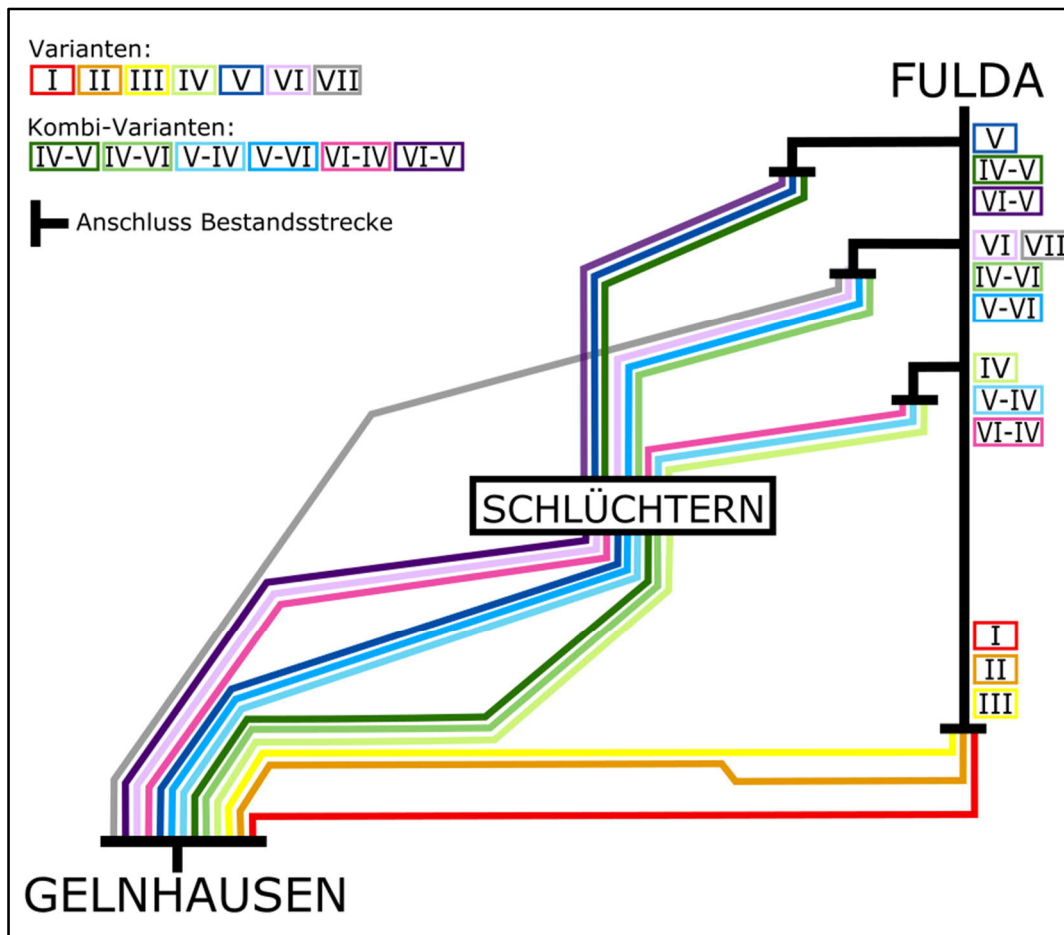 Varianten:
I II III IV V VI VII
Kombi-Varianten:
IV-V IV-VI V-IV V-VI VI-IV VI-V
Anschluss Bestandsstrecke
FULDA
V
IV-V
VI-V
VI VII
IV-VI
V-VI
IV
V-IV
VI-IV
SCHLÜCHTERN
I
II
III
GELNHAUSEN